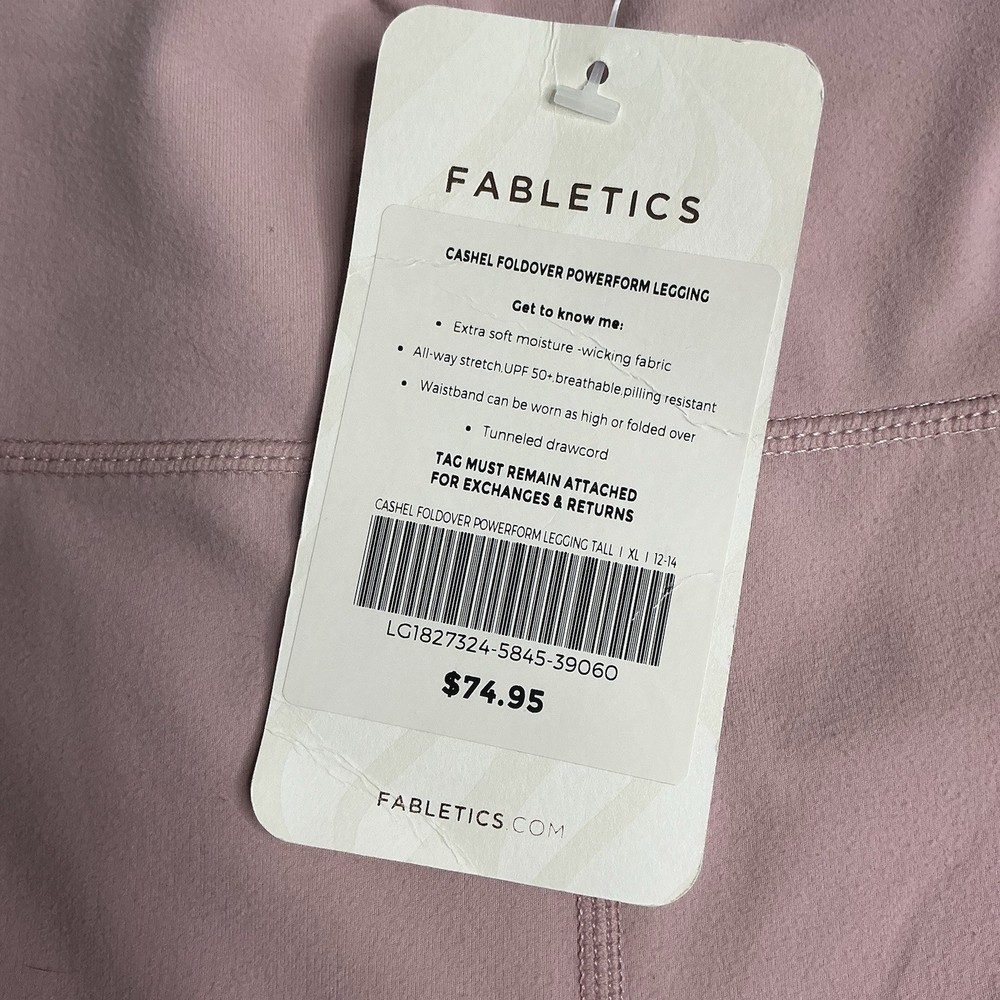 FABLETICS
CASHEL FOLDOVER POWERFORM LEGGING
Get to know me:
• Extra soft moisture -wicking fabric
• All-way stretch,UPF 50+,breathable,pilling resistant
• Waistband can be worn as high or folded over
• Tunneled drawcord
TAG MUST REMAIN ATTACHED
FOR EXCHANGES & RETURNS
CASHEL FOLDOVER POWERFORM LEGGING TALL | XL | 12-14
LG1827324-5845-39060
$74.95
FABLETICS.COM